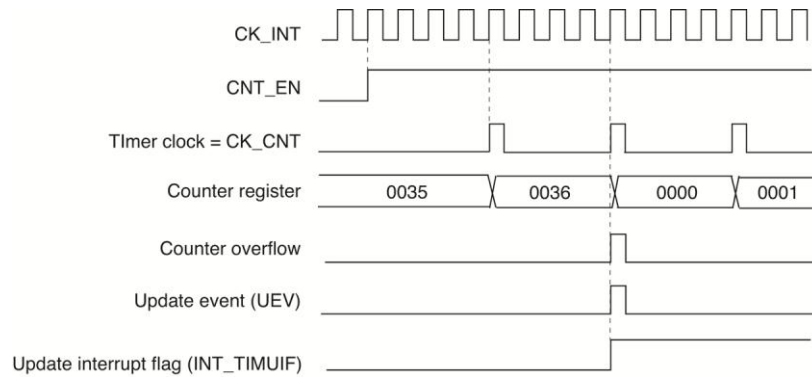 CK_INT
CNT_EN
TImer clock = CK_CNT
Counter register 0035 0036 0000 0001
Counter overflow
Update event (UEV)
Update interrupt flag (INT_TIMUIF)